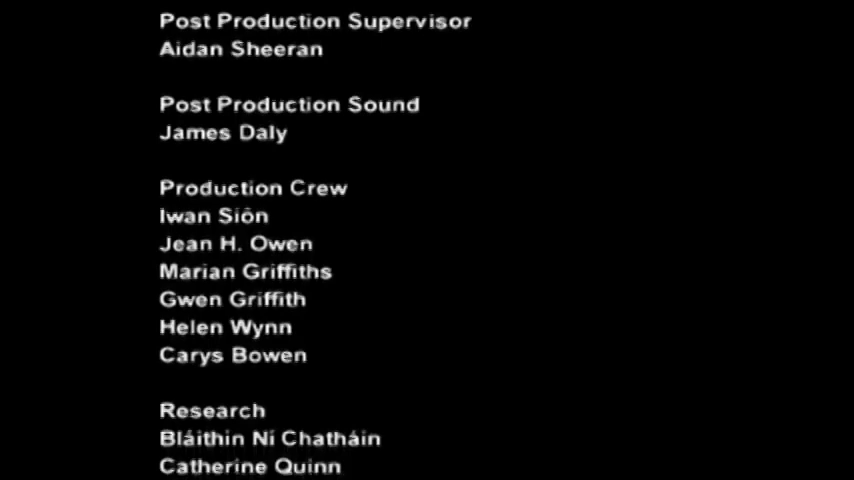 Post Production Supervisor
Aidan Sheeran
Post Production Sound
James Daly
Production Crew
Iwan Siôn
Jean H. Owen
Marian Griffiths
Gwen Griffith
Helen Wynn
Carys Bowen
Research
Bláithin Ní Chatháin
Catherine Quinn